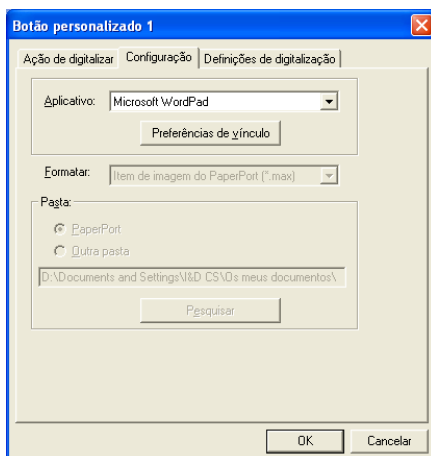 Botão personalizado 1
Ação de digitalizar Configuração Definições de digitalização
Aplicativo: Microsoft WordPad
Preferências de vínculo
Formatar: Item de imagem do PaperPort (*.max)
Pasta:
PaperPort
Outra pasta
D:\Documents and Settings\I&D CS\Os meus documentos\
Pesquisar
OK Cancelar